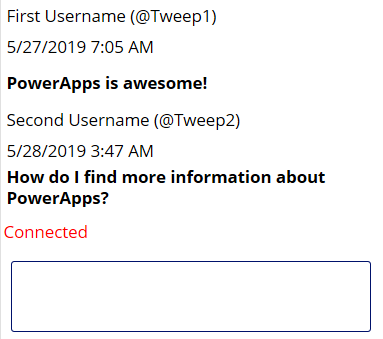 First Username (@Tweep1)
5/27/2019 7:05 AM
PowerApps is awesome!
Second Username (@Tweep2)
5/28/2019 3:47 AM
How do I find more information about
PowerApps?
Connected